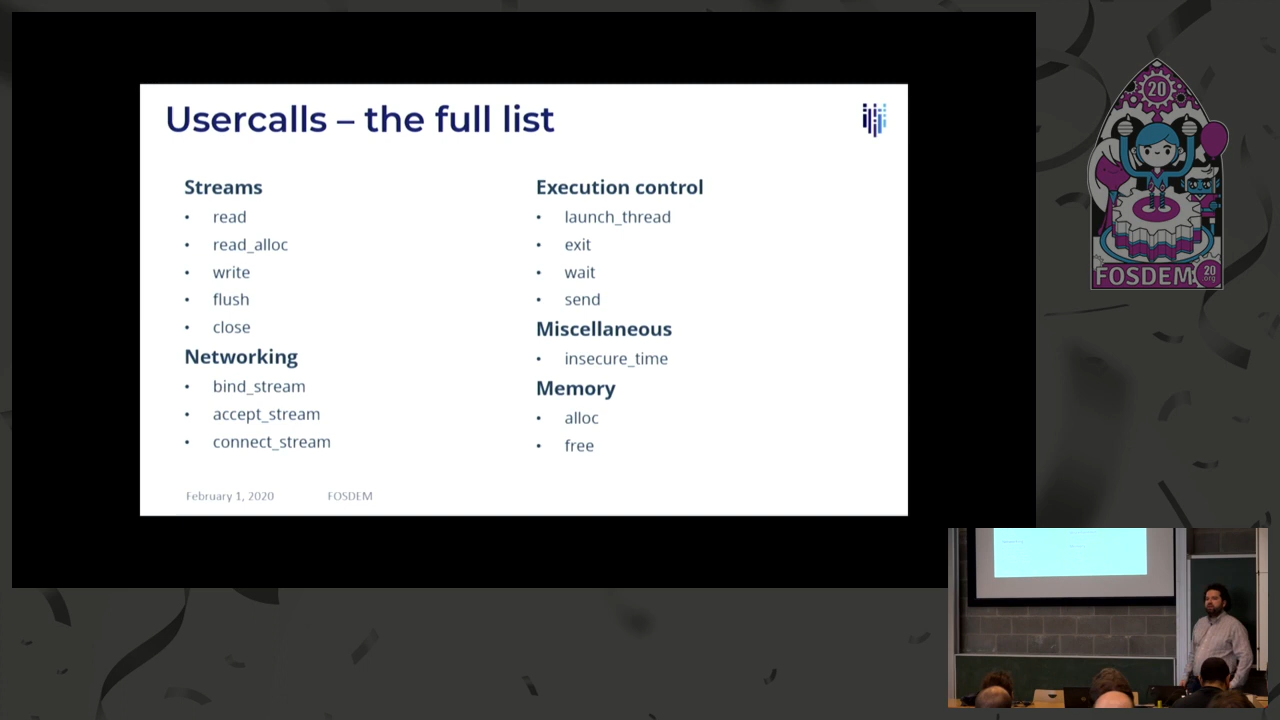 Usercalls – the full list
Streams
• read
• read_alloc
• write
• flush
• close
Networking
• bind_stream
• accept_stream
• connect_stream
Execution control
• launch_thread
• exit
• wait
• send
Miscellaneous
• insecure_time
Memory
• alloc
• free
February 1, 2020 FOSDEM
20
FOSDEM
20
org